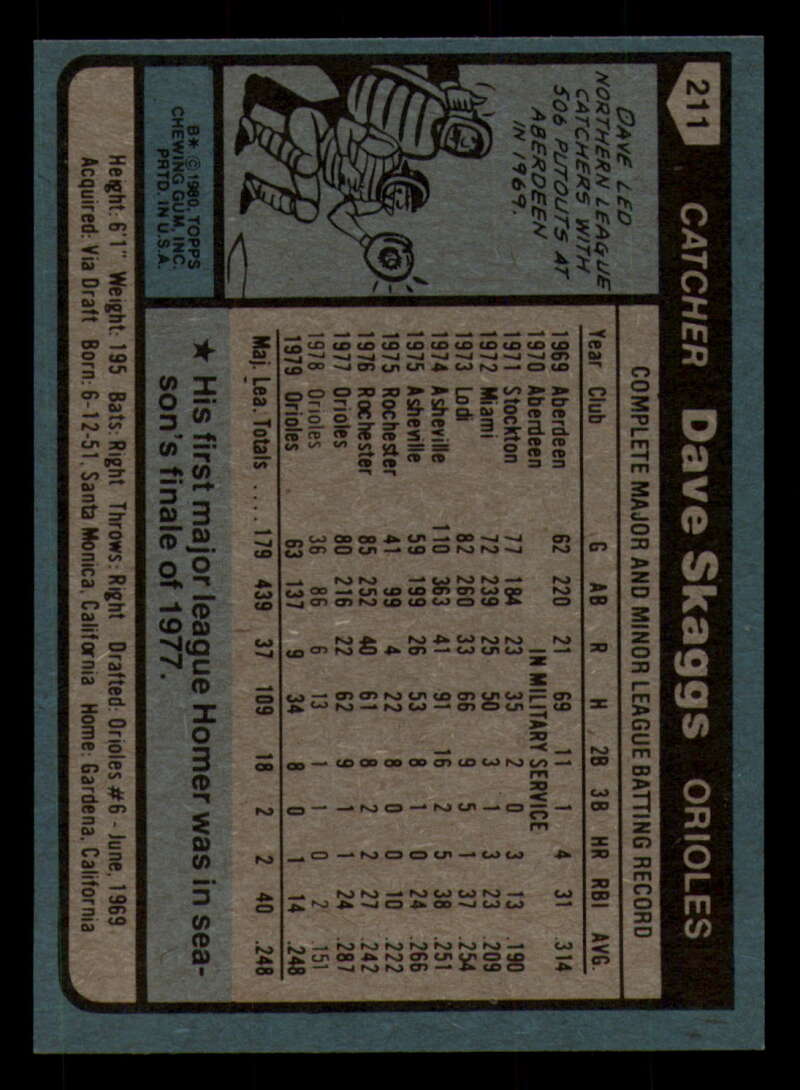 211
CATCHER Dave Skaggs ORIOLES
DAVE LED
NORTHERN LEAGUE
CATCHERS WITH
506 PUTOUTS AT
ABERDEEN
IN 1969.
B* © 1980, TOPPS
CHEWING GUM, INC.
PRTD. IN U.S.A.
COMPLETE MAJOR AND MINOR LEAGUE BATTING RECORD
Year Club G AB R H 2B 3B HR RBI AVG.
1969 Aberdeen 62 220 21 69 11 1 4 31 .314
1970 Aberdeen IN MILITARY SERVICE
1971 Stockton 77 184 23 35 2 0 3 13 .190
1972 Miami 72 239 25 50 3 1 3 23 .209
1973 Lodi 82 260 33 66 9 5 1 37 .254
1974 Asheville 110 363 41 91 16 2 5 38 .251
1975 Asheville 59 199 26 53 8 1 0 24 .266
1975 Rochester 41 99 4 22 8 0 0 10 .222
1976 Rochester 85 252 40 61 8 2 2 27 .242
1977 Orioles 80 216 22 62 9 1 1 24 .287
1978 Orioles 36 86 6 13 1 1 0 2 .151
1979 Orioles 63 137 9 34 8 0 1 14 .248
Maj. Lea. Totals .... 179 439 37 109 18 2 2 40 .248
★ His first major league Homer was in sea-
son's finale of 1977.
Height: 6'1" Weight: 195 Bats: Right Throws: Right Drafted: Orioles #6 - June, 1969
Acquired: Via Draft Born: 6-12-51, Santa Monica, California Home: Gardena, California